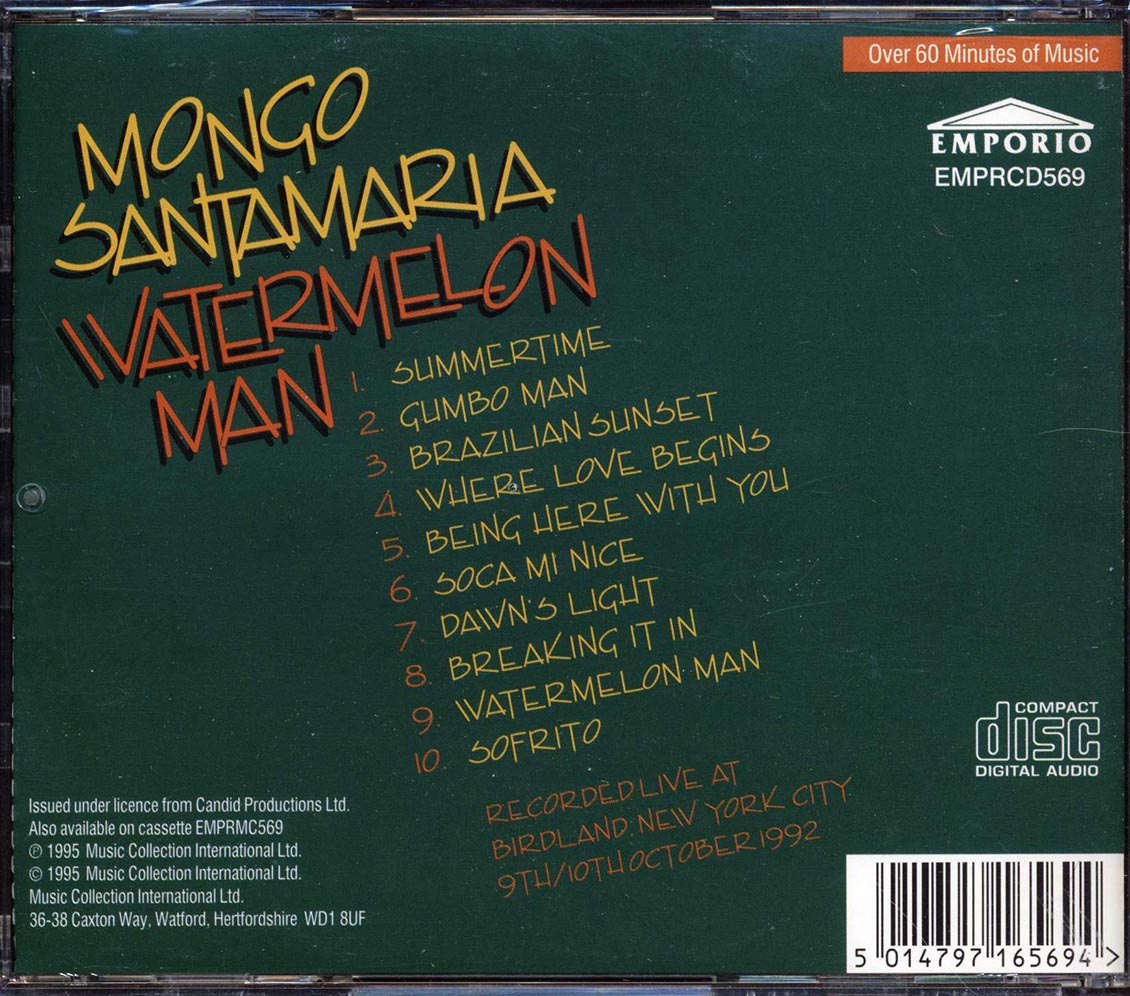 Over 60 Minutes of Music
EMPORIO
EMPRCD569
MONGO
SANTAMARIA
WATERMELON
MAN
1. SUMMERTIME
2. GUMBO MAN
3. BRAZILIAN SUNSET
4. WHERE LOVE BEGINS
5. BEING HERE WITH YOU
6. SOCA MI NICE
7. DAWN'S LIGHT
8. BREAKING IT IN
9. WATERMELON MAN
10. SOFRITO
RECORDED LIVE AT
BIRDLAND, NEW YORK CITY
9TH/10TH OCTOBER 1992
COMPACT
disc
DIGITAL AUDIO
Issued under licence from Candid Productions Ltd.
Also available on cassette EMPRMC569
℗ 1995 Music Collection International Ltd.
© 1995 Music Collection International Ltd.
Music Collection International Ltd.
36-38 Caxton Way, Watford, Hertfordshire WD1 8UF
5 014797 165694 >